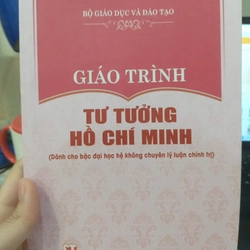 BỘ GIÁO DỤC VÀ ĐÀO TẠO
GIÁO TRÌNH
TƯ TƯỞNG
HỒ CHÍ MINH
(Dành cho bậc đại học hệ không chuyên lý luận chính trị)